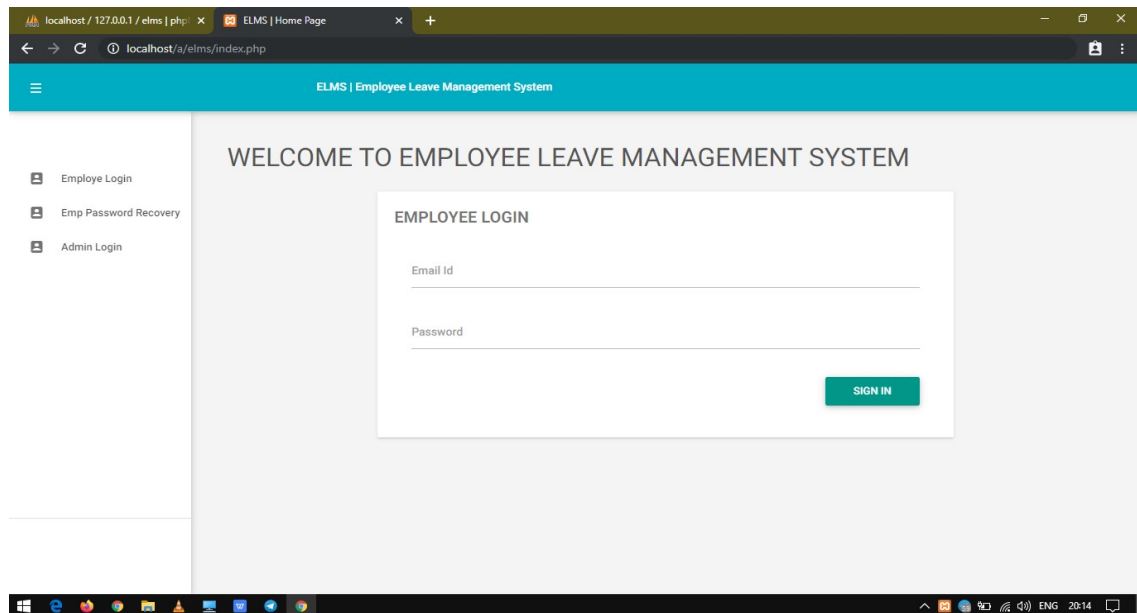 localhost / 127.0.0.1 / elms | php
ELMS | Home Page
localhost/a/elms/index.php
ELMS | Employee Leave Management System
WELCOME TO EMPLOYEE LEAVE MANAGEMENT SYSTEM
Employe Login
Emp Password Recovery
Admin Login
EMPLOYEE LOGIN
Email Id
Password
SIGN IN
ENG 20:14